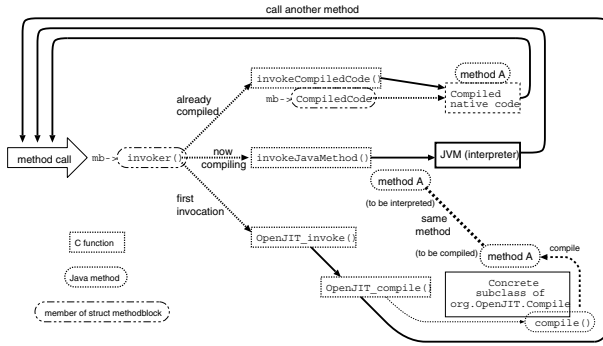 call another method
invokeCompiledCode()
method A
mb-> CompiledCode
Compiled
native code
already
compiled
method call
mb-> invoker()
now
compiling
invokeJavaMethod()
JVM (interpreter)
method A
(to be interpreted)
first
invocation
same
method
C function
OpenJIT_invoke()
(to be compiled)
method A
compile
Java method
OpenJIT_compile()
Concrete
subclass of
org.OpenJIT.Compile
member of struct methodblock
compile()